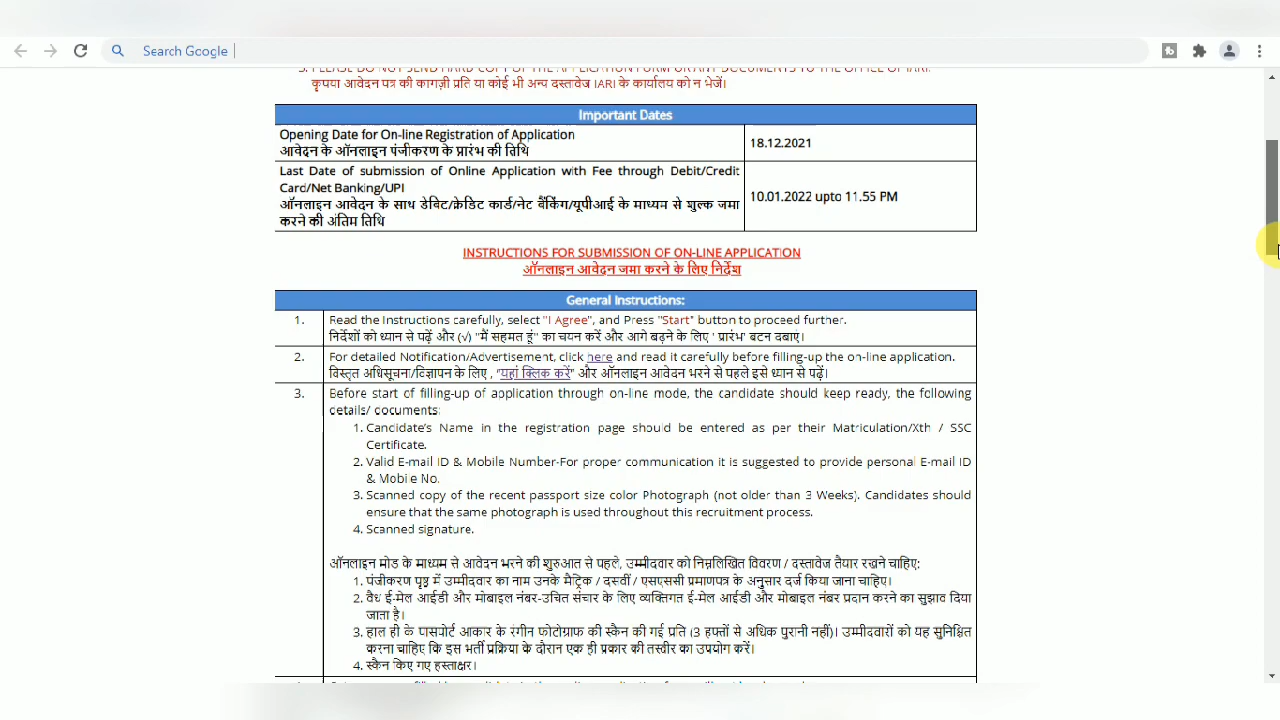 Search Google
कृपया आवेदन पत्र की कागज़ी प्रति या कोई भी अन्य दस्तावेज IARI के कार्यालय को न भेजें।
Important Dates
Opening Date for On-line Registration of Application
आवेदन के ऑनलाइन पंजीकरण के प्रारंभ की तिथि
18.12.2021
Last Date of submission of Online Application with Fee through Debit/Credit
Card/Net Banking/UPI
ऑनलाइन आवेदन के साथ डेबिट/क्रेडिट कार्ड/नेट बैंकिंग/यूपीआई के माध्यम से शुल्क जमा
करने की अंतिम तिथि
10.01.2022 upto 11.55 PM
INSTRUCTIONS FOR SUBMISSION OF ON-LINE APPLICATION
ऑनलाइन आवेदन जमा करने के लिए निर्देश
General Instructions:
1. Read the Instructions carefully, select "I Agree", and Press "Start" button to proceed further.
निर्देशों को ध्यान से पढ़ें और (√) "मैं सहमत हूं" का चयन करें और आगे बढ़ने के लिए ' प्रारंभ' बटन दबाएं।
2. For detailed Notification/Advertisement, click here and read it carefully before filling-up the on-line application.
विस्तृत अधिसूचना/विज्ञापन के लिए , "यहां क्लिक करें" और ऑनलाइन आवेदन भरने से पहले इसे ध्यान से पढ़ें।
3. Before start of filling-up of application through on-line mode, the candidate should keep ready, the following
details/ documents:
1. Candidate's Name in the registration page should be entered as per their Matriculation/Xth / SSC
Certificate.
2. Valid E-mail ID & Mobile Number-For proper communication it is suggested to provide personal E-mail ID
& Mobile No.
3. Scanned copy of the recent passport size color Photograph (not older than 3 Weeks). Candidates should
ensure that the same photograph is used throughout this recruitment process.
4. Scanned signature.
ऑनलाइन मोड के माध्यम से आवेदन भरने की शुरुआत से पहले, उम्मीदवार को निम्नलिखित विवरण / दस्तावेज तैयार रखने चाहिए:
1. पंजीकरण पृष्ठ में उम्मीदवार का नाम उनके मैट्रिक / दसवीं / एसएससी प्रमाणपत्र के अनुसार दर्ज किया जाना चाहिए।
2. वैध ई-मेल आईडी और मोबाइल नंबर-उचित संचार के लिए व्यक्तिगत ई-मेल आईडी और मोबाइल नंबर प्रदान करने का सुझाव दिया
जाता है।
3. हाल ही के पासपोर्ट आकार के रंगीन फोटोग्राफ की स्कैन की गई प्रति (3 हफ्तों से अधिक पुरानी नहीं)। उम्मीदवारों को यह सुनिश्चित
करना चाहिए कि इस भर्ती प्रक्रिया के दौरान एक ही प्रकार की तस्वीर का उपयोग करें।
4. स्कैन किए गए हस्ताक्षर।